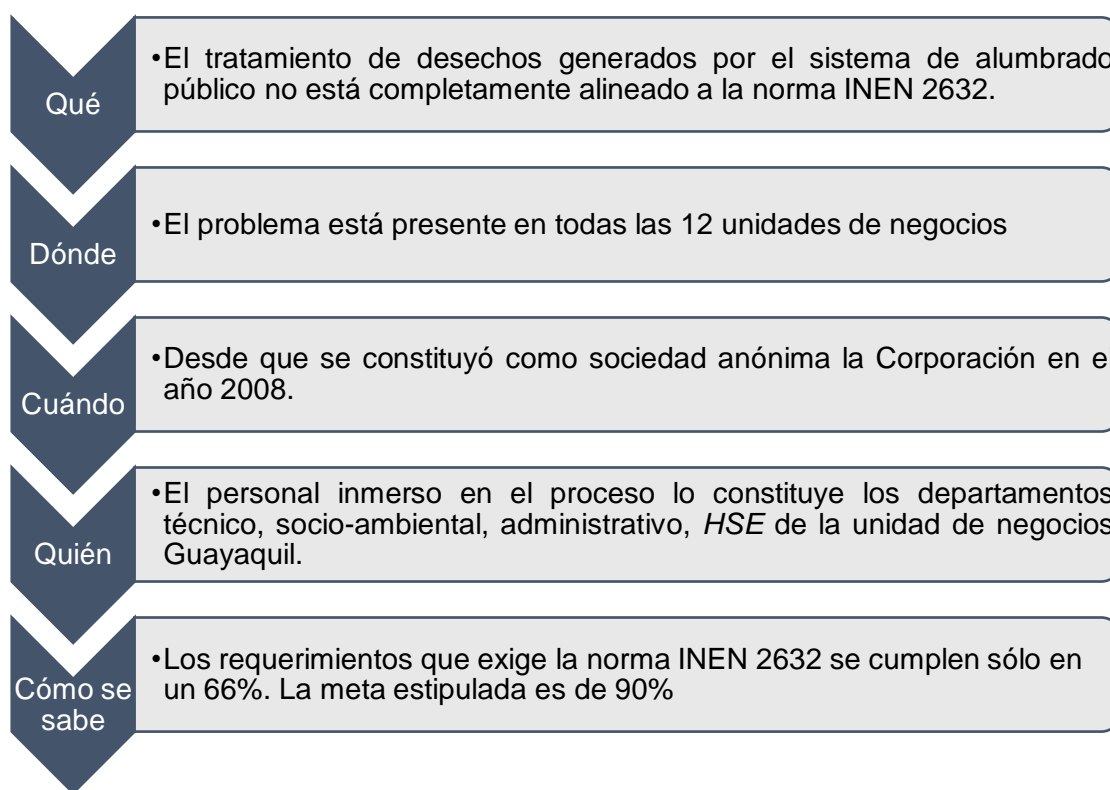 Qué
•El tratamiento de desechos generados por el sistema de alumbrado
público no está completamente alineado a la norma INEN 2632.
Dónde
•El problema está presente en todas las 12 unidades de negocios
Cuándo
•Desde que se constituyó como sociedad anónima la Corporación en e
año 2008.
Quién
•El personal inmerso en el proceso lo constituye los departamentos
técnico, socio-ambiental, administrativo, HSE de la unidad de negocios
Guayaquil.
Cómo se
sabe
•Los requerimientos que exige la norma INEN 2632 se cumplen sólo en
un 66%. La meta estipulada es de 90%